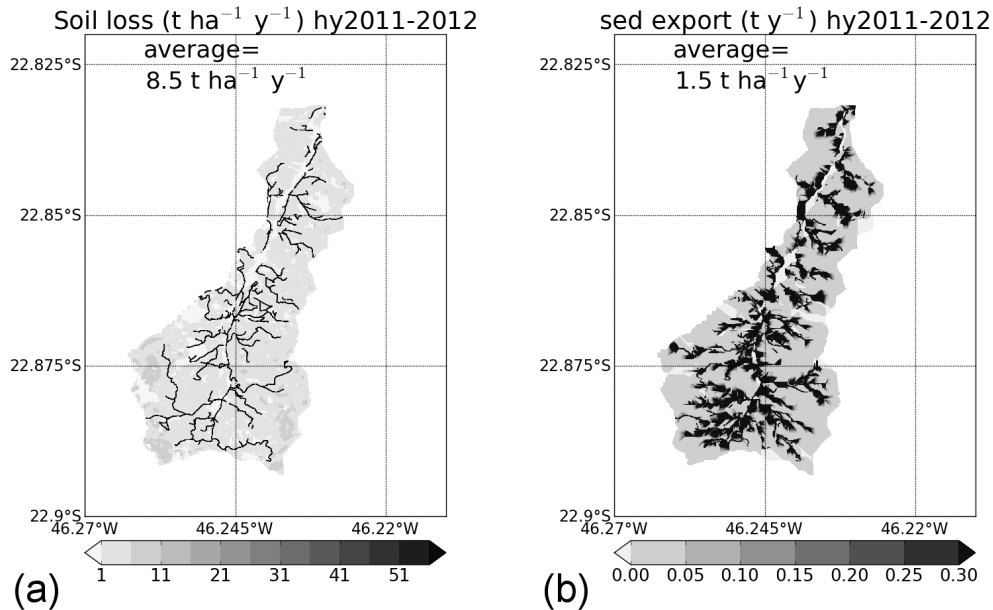 Soil loss (t ha⁻¹ y⁻¹) hy2011-2012
average=
8.5 t ha⁻¹ y⁻¹
22.825°S
22.85°S
22.875°S
22.9°S
46.27°W 46.245°W 46.22°W
1 11 21 31 41 51
(a)
sed export (t y⁻¹) hy2011-2012
average=
1.5 t ha⁻¹y⁻¹
22.825°S
22.85°S
22.875°S
22.9°S
46.27°W 46.245°W 46.22°W
0.00 0.05 0.10 0.15 0.20 0.25 0.30
(b)